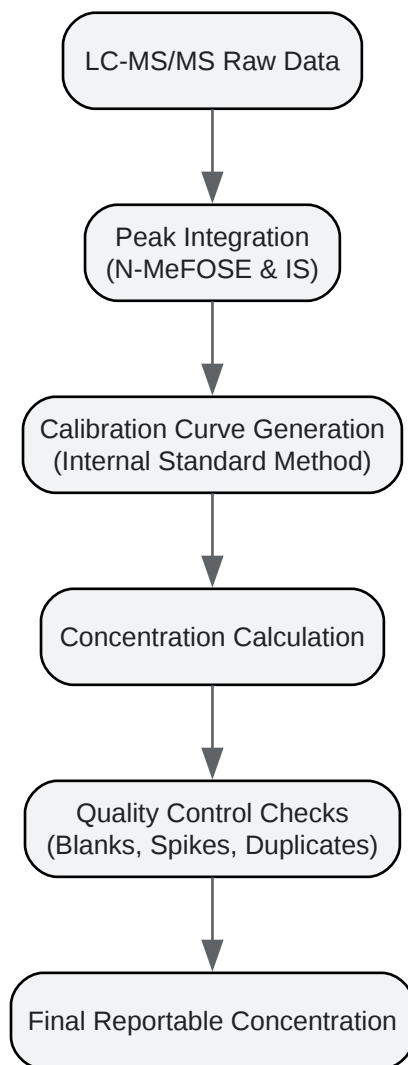 LC-MS/MS Raw Data
Peak Integration
(N-MeFOSE & IS)
Calibration Curve Generation
(Internal Standard Method)
Concentration Calculation
Quality Control Checks
(Blanks, Spikes, Duplicates)
Final Reportable Concentration